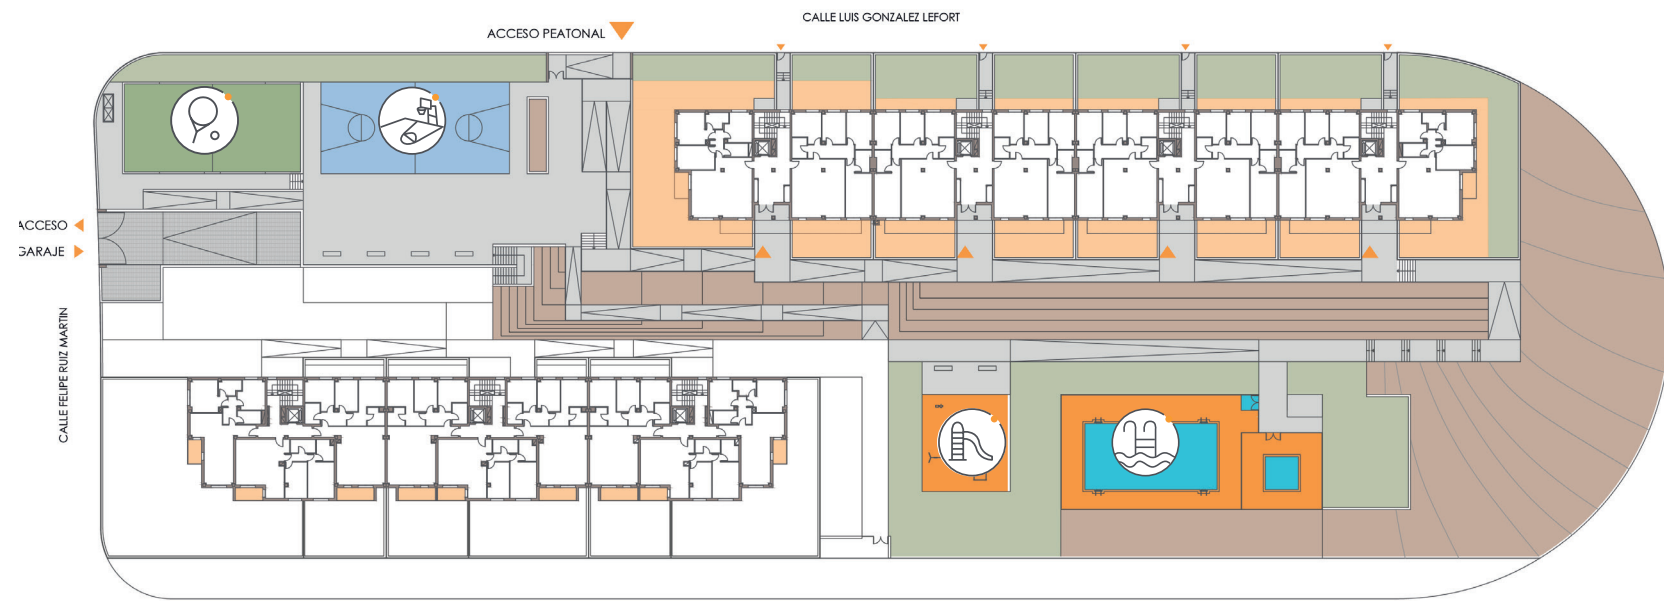 CALLE LUIS GONZALEZ LEFORT
ACCESO PEATONAL
ACCESO
GARAJE
CALLE FELIPE RUIZ MARTIN